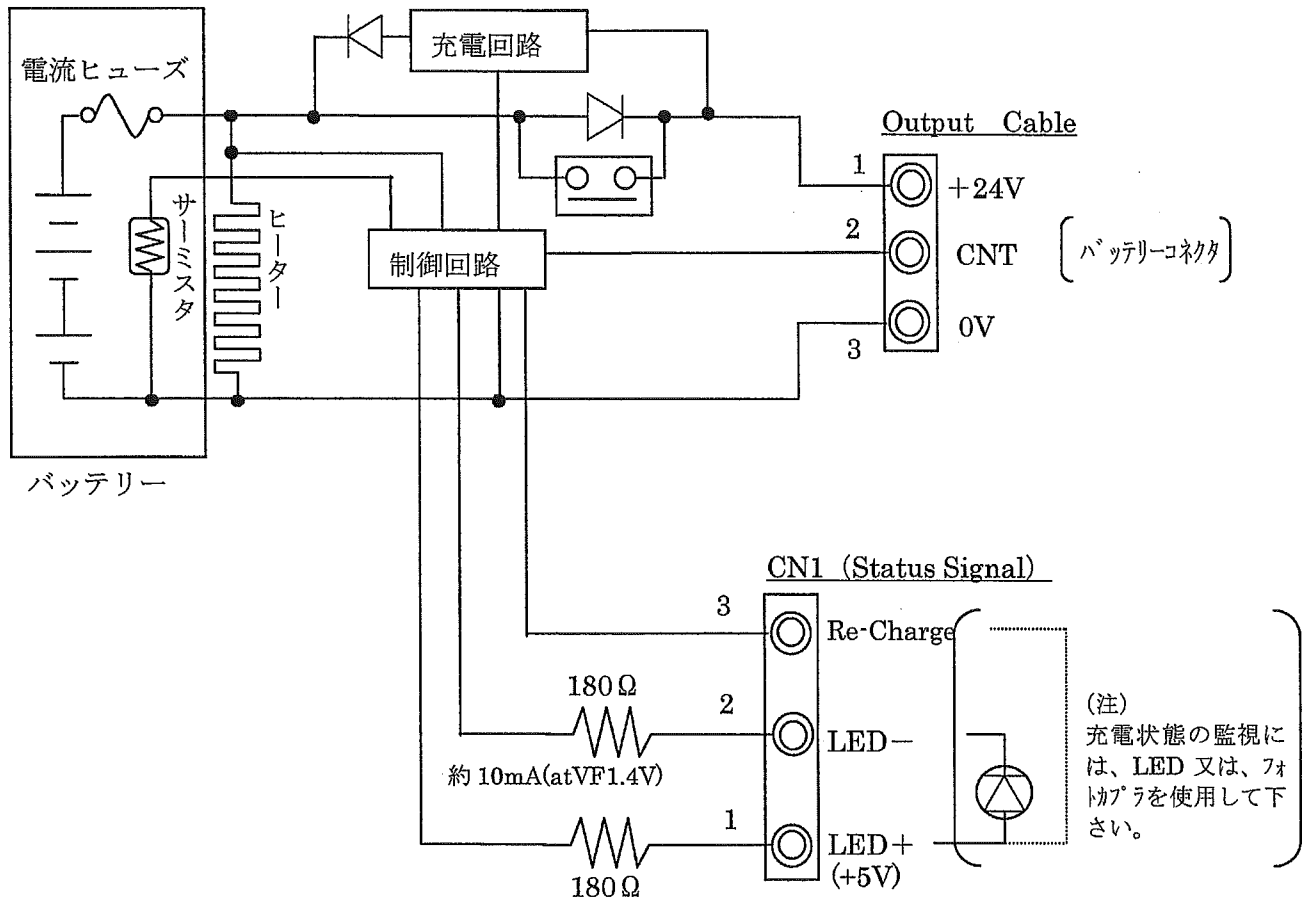 充電回路
電流ヒューズ
Output Cable
1
+24V
サーミスタ
ヒーター
2
CNT
バッテリーコネクタ
制御回路
0V
3
バッテリー
CN1 (Status Signal)
3
Re-Charge
180Ω
2
LED-
約10mA(atVF1.4V)
1
LED+
(+5V)
180Ω
(注)
充電状態の監視に
は、LED 又は、フォ
トカプラを使用して下
さい。